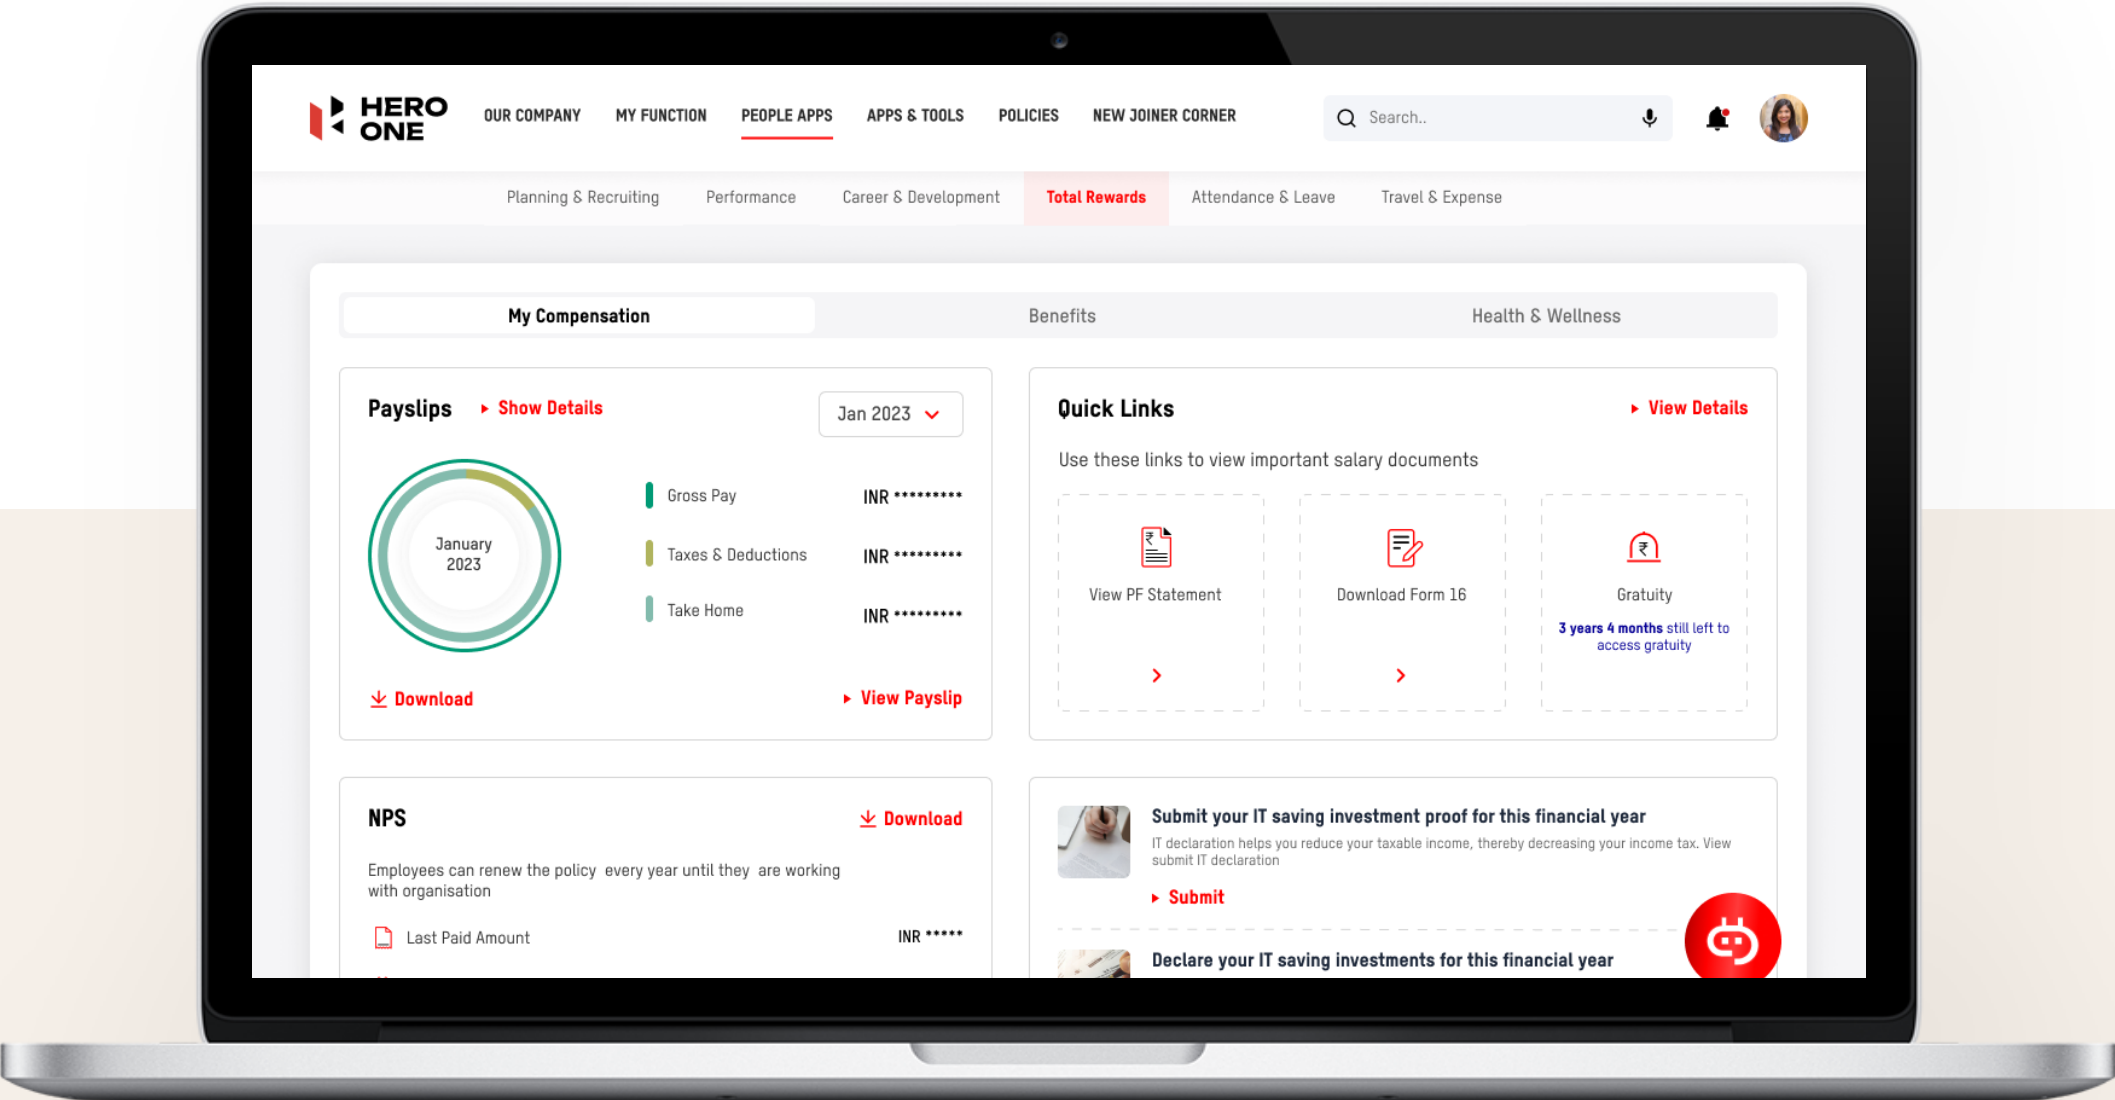 HERO
ONE
OUR COMPANY
MY FUNCTION
PEOPLE APPS
APPS & TOOLS
POLICIES
NEW JOINER CORNER
Search..
Planning & Recruiting
Performance
Career & Development
Total Rewards
Attendance & Leave
Travel & Expense
My Compensation
Benefits
Health & Wellness
Payslips
Show Details
Jan 2023
January
2023
Gross Pay
INR *********
Taxes & Deductions
INR *********
Take Home
INR *********
Download
View Payslip
Quick Links
View Details
Use these links to view important salary documents
View PF Statement
Download Form 16
Gratuity
3 years 4 months still left to
access gratuity
NPS
Download
Employees can renew the policy  every year until they  are working
with organisation
Last Paid Amount
INR *****
Submit your IT saving investment proof for this financial year
IT declaration helps you reduce your taxable income, thereby decreasing your income tax. View
submit IT declaration
Submit
Declare your IT saving investments for this financial year